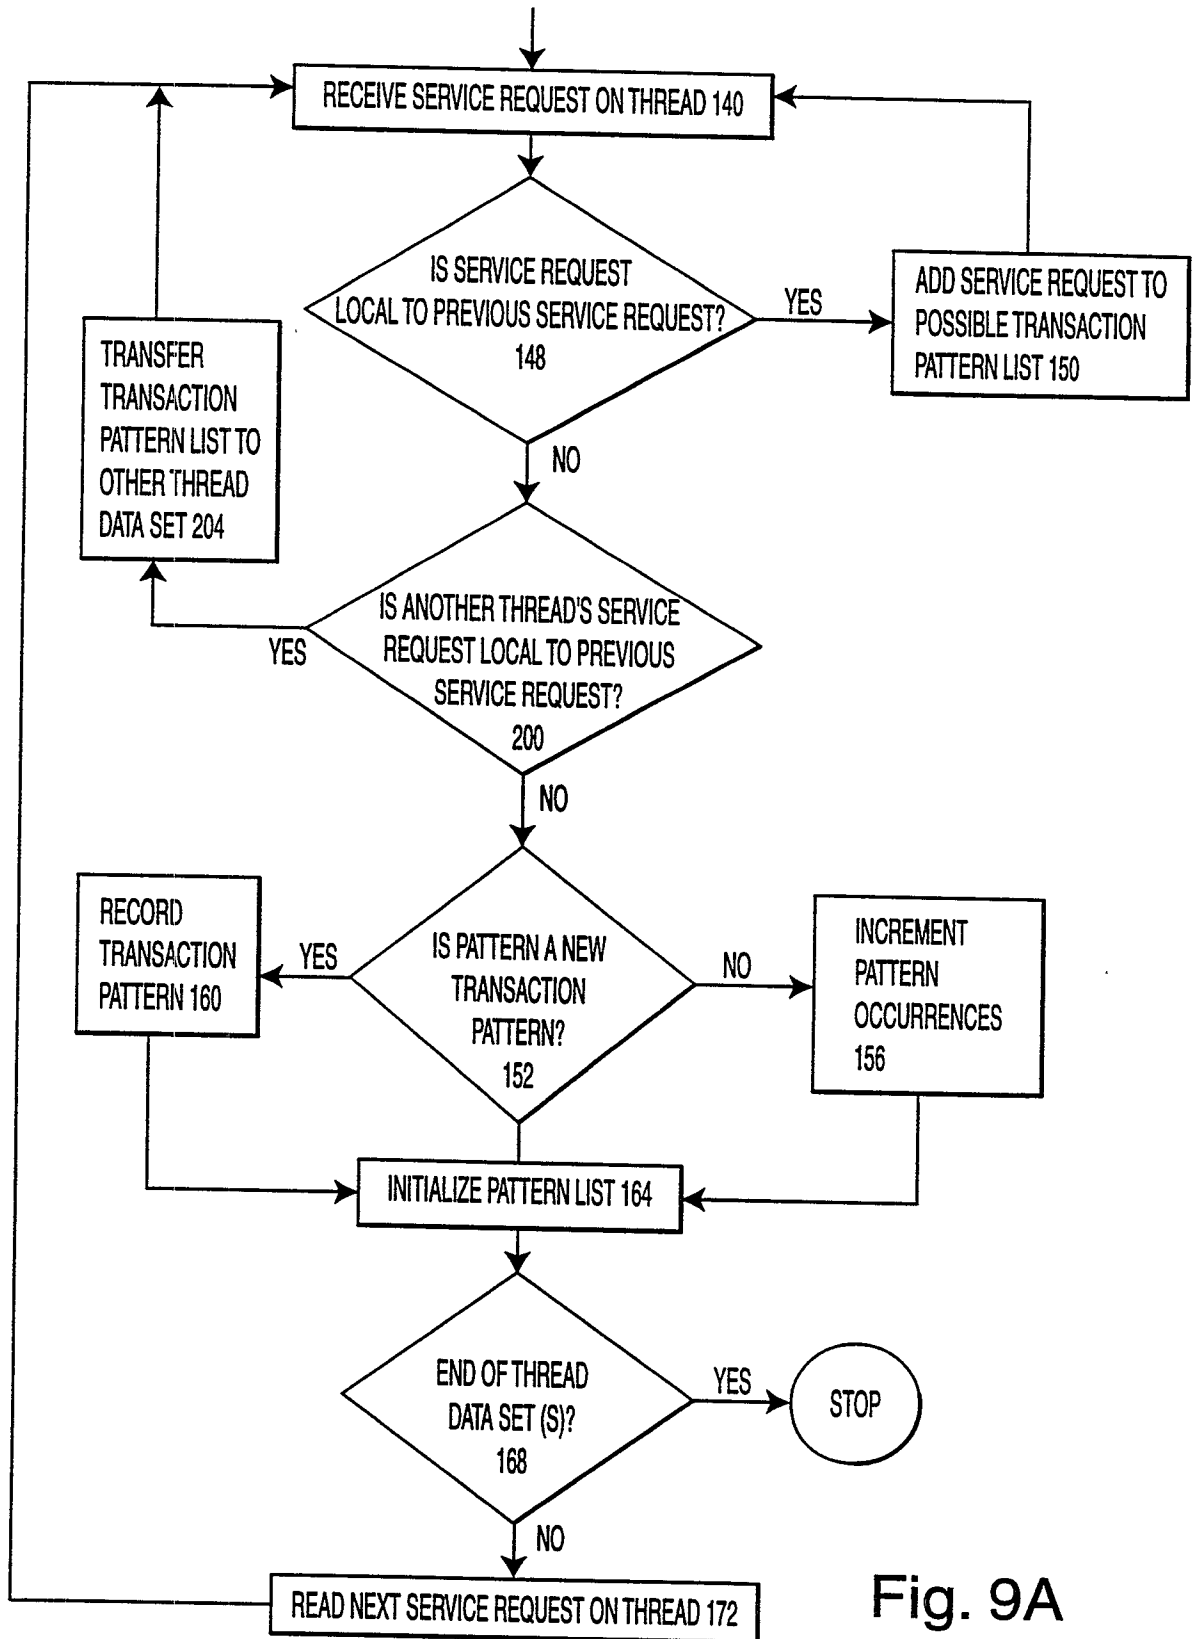 RECEIVE SERVICE REQUEST ON THREAD 140
IS SERVICE REQUEST
LOCAL TO PREVIOUS SERVICE REQUEST?
148
YES
ADD SERVICE REQUEST TO
POSSIBLE TRANSACTION
PATTERN LIST 150
TRANSFER
TRANSACTION
PATTERN LIST TO
OTHER THREAD
DATA SET 204
NO
IS ANOTHER THREAD'S SERVICE
REQUEST LOCAL TO PREVIOUS
SERVICE REQUEST?
200
YES
NO
RECORD
TRANSACTION
PATTERN 160
YES
IS PATTERN A NEW
TRANSACTION
PATTERN?
152
NO
INCREMENT
PATTERN
OCCURRENCES
156
INITIALIZE PATTERN LIST 164
END OF THREAD
DATA SET (S)?
168
YES
STOP
NO
READ NEXT SERVICE REQUEST ON THREAD 172
Fig. 9A